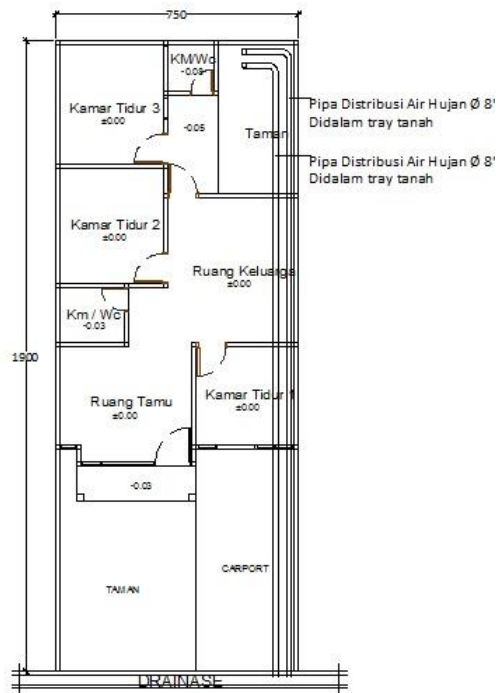 750
KM/Wc
-0.03
Kamar Tidur 3
±0.00
-0.05
Taman
Pipa Distribusi Air Hujan Ø 8"
Didalam tray tanah
Pipa Distribusi Air Hujan Ø 8"
Didalam tray tanah
Kamar Tidur 2
±0.00
Ruang Keluarga
±0.00
Km / Wc
-0.03
1900
Ruang Tamu
±0.00
Kamar Tidur 1
±0.00
-0.03
TAMAN
CARPORT
DRAINASE